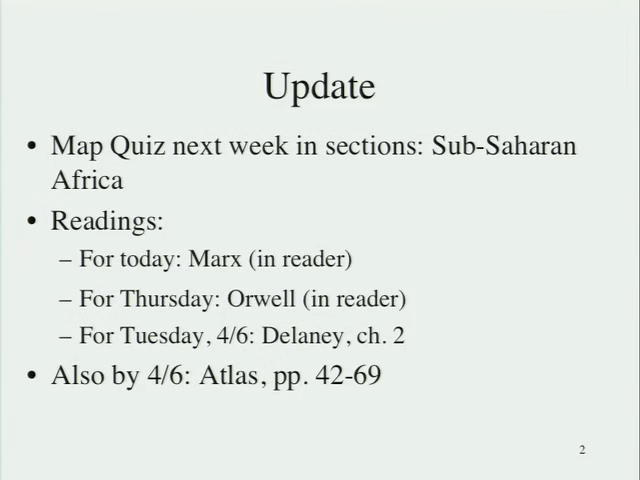 Update
• Map Quiz next week in sections: Sub-Saharan
Africa
• Readings:
– For today: Marx (in reader)
– For Thursday: Orwell (in reader)
– For Tuesday, 4/6: Delaney, ch. 2
• Also by 4/6: Atlas, pp. 42-69
2